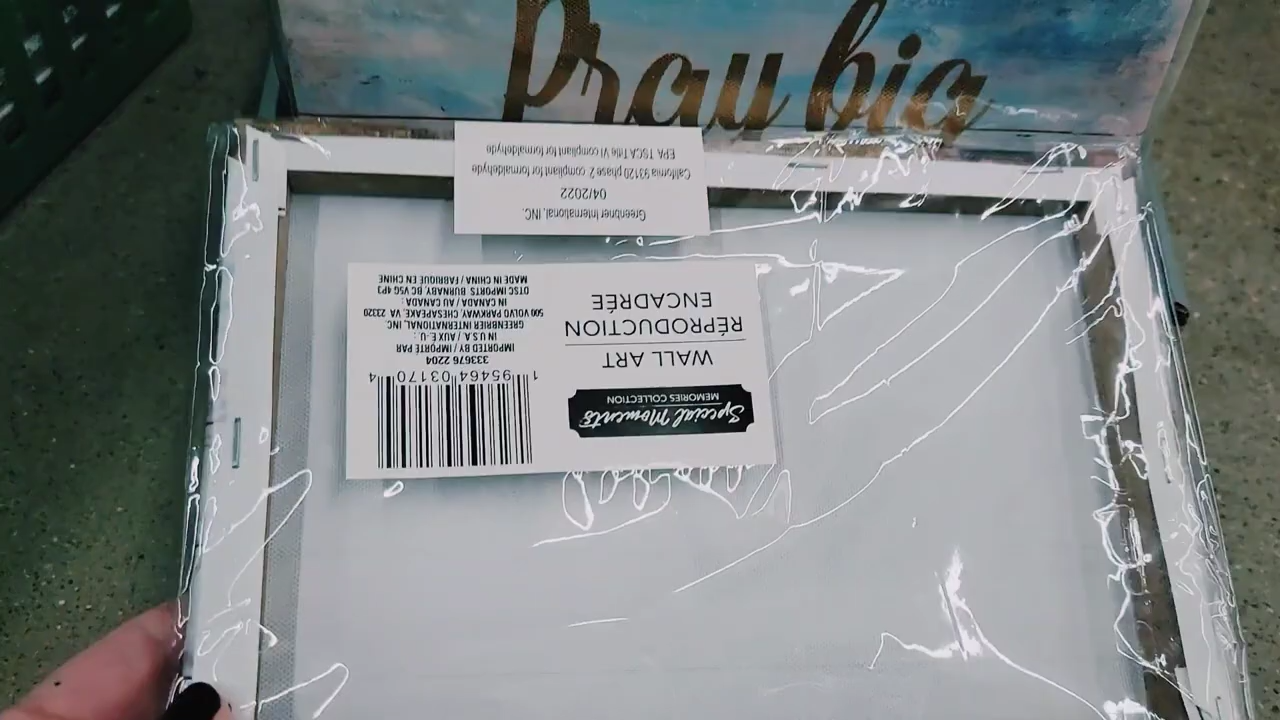 Pray big
Greenbrier International, INC.
04/2022
California 93120 phase 2 compliant for formaldehyde
EPA TSCA Title VI compliant for formaldehyde
Special Moments
MEMORIES COLLECTION
WALL ART
RÉPRODUCTION
ENCADRÉE
1 95464 03170 4
333676 2204
IMPORTED BY / IMPORTÉ PAR
IN U.S.A. / AUX É.-U. :
GREENBRIER INTERNATIONAL, INC.
500 VOLVO PARKWAY, CHESAPEAKE, VA 23320
IN CANADA / AU CANADA :
DTSC IMPORTS, BURNABY, BC V5G 4P3
MADE IN CHINA / FABRIQUÉ EN CHINE